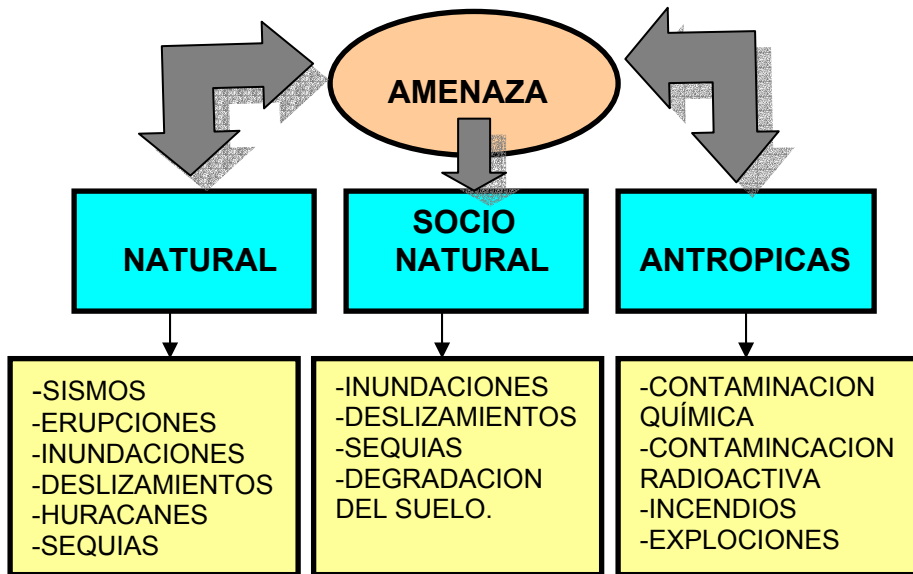 AMENAZA
NATURAL
SOCIO
NATURAL
ANTROPICAS
-SISMOS
-ERUPCIONES
-INUNDACIONES
-DESLIZAMIENTOS
-HURACANES
-SEQUIAS
-INUNDACIONES
-DESLIZAMIENTOS
-SEQUIAS
-DEGRADACION
DEL SUELO.
-CONTAMINACION
QUÍMICA
-CONTAMINCACION
RADIOACTIVA
-INCENDIOS
-EXPLOCIONES